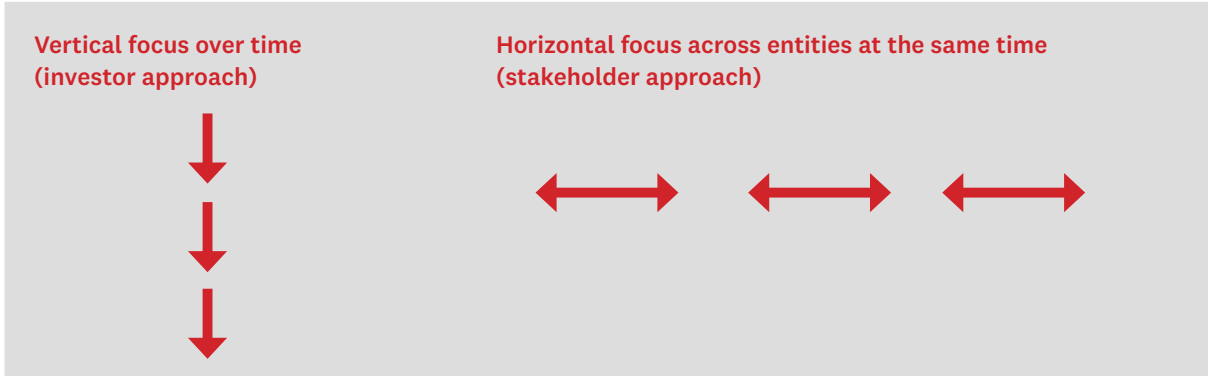 Vertical focus over time
(investor approach)
Horizontal focus across entities at the same time
(stakeholder approach)